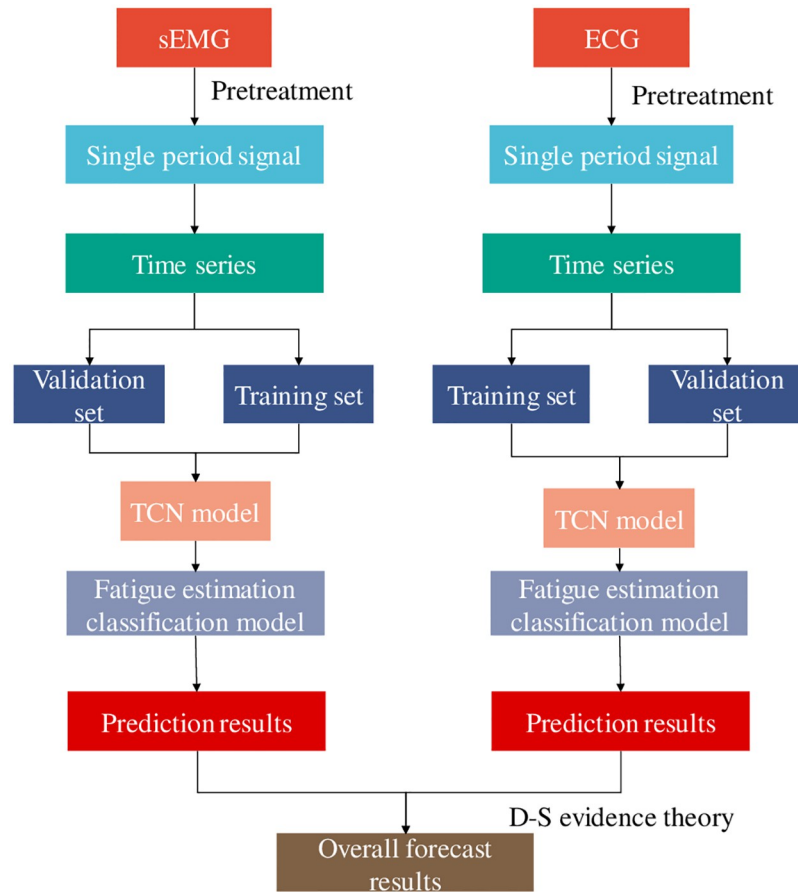 sEMG
ECG
Pretreatment
Pretreatment
Single period signal
Single period signal
Time series
Time series
Validation
set
Training set
Training set
Validation
set
TCN model
TCN model
Fatigue estimation
classification model
Fatigue estimation
classification model
Prediction results
Prediction results
D-S evidence theory
Overall forecast
results